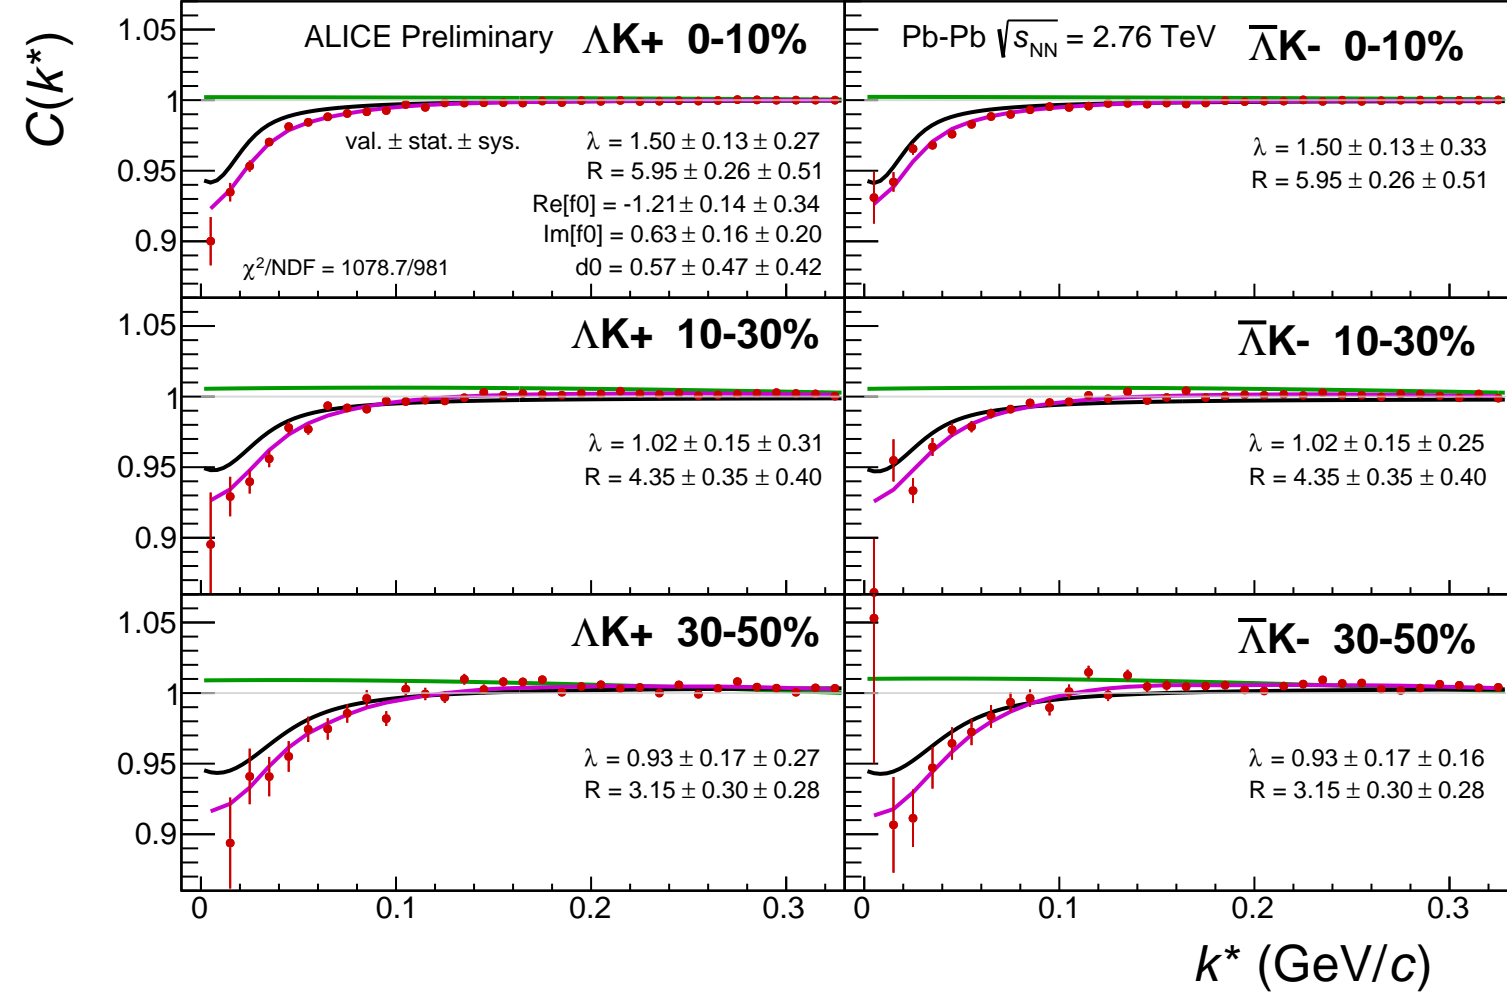 C(k*)
ALICE Preliminary ΛK+ 0-10%
val. ± stat. ± sys.
λ = 1.50 ± 0.13 ± 0.27
R = 5.95 ± 0.26 ± 0.51
Re[f0] = -1.21 ± 0.14 ± 0.34
Im[f0] = 0.63 ± 0.16 ± 0.20
d0 = 0.57 ± 0.47 ± 0.42
χ²/NDF = 1078.7/981
1.05
1
0.95
0.9
Pb-Pb √sNN = 2.76 TeV Λ̅K- 0-10%
λ = 1.50 ± 0.13 ± 0.33
R = 5.95 ± 0.26 ± 0.51
ΛK+ 10-30%
λ = 1.02 ± 0.15 ± 0.31
R = 4.35 ± 0.35 ± 0.40
1.05
1
0.95
0.9
Λ̅K- 10-30%
λ = 1.02 ± 0.15 ± 0.25
R = 4.35 ± 0.35 ± 0.40
ΛK+ 30-50%
λ = 0.93 ± 0.17 ± 0.27
R = 3.15 ± 0.30 ± 0.28
1.05
1
0.95
0.9
Λ̅K- 30-50%
λ = 0.93 ± 0.17 ± 0.16
R = 3.15 ± 0.30 ± 0.28
0 0.1 0.2 0.3
0 0.1 0.2 0.3
k* (GeV/c)